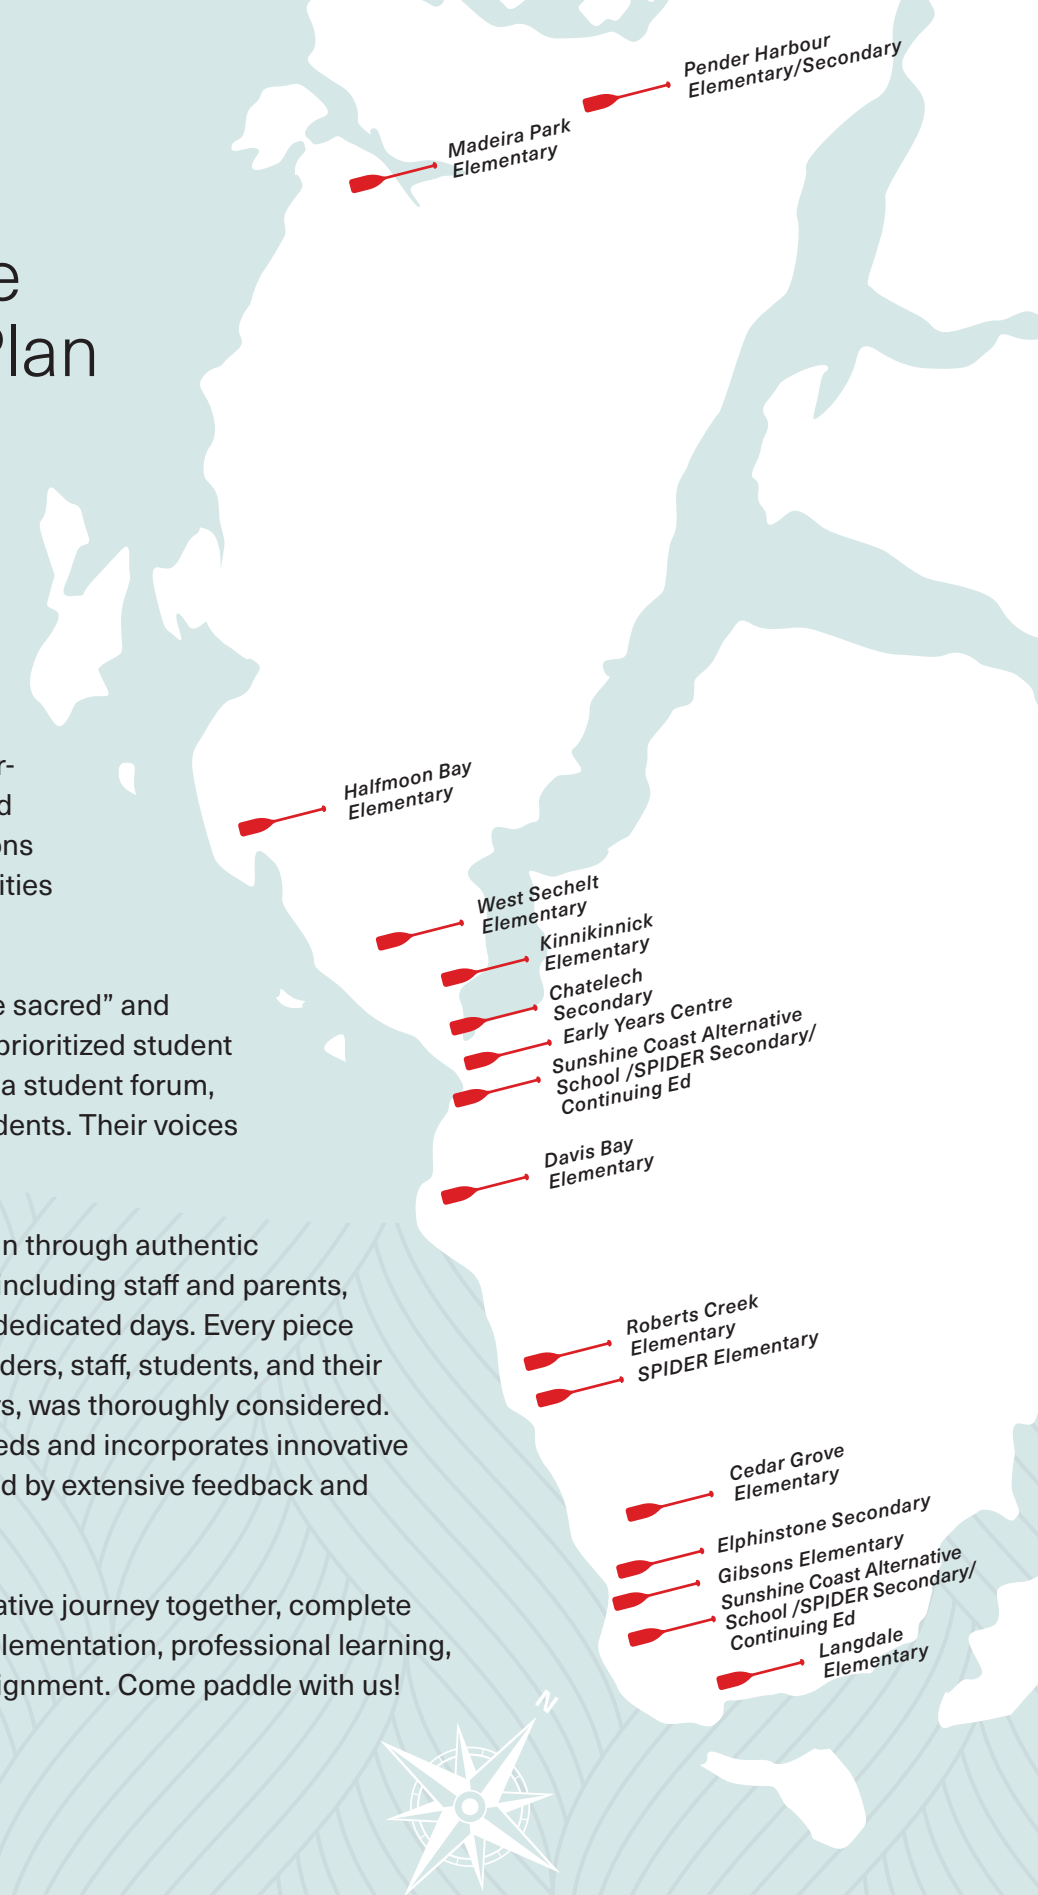 Pender Harbour
Elementary/Secondary
Madeira Park
Elementary
e
Plan
r-
d
ons
ities
Halfmoon Bay
Elementary
West Sechelt
Elementary
Kinnikinnick
Elementary
Chatelech
Secondary
Early Years Centre
Sunshine Coast Alternative
School /SPIDER Secondary/
Continuing Ed
e sacred” and
prioritized student
a student forum,
dents. Their voices
Davis Bay
Elementary
n through authentic
including staff and parents,
dedicated days. Every piece
ders, staff, students, and their
rs, was thoroughly considered.
eds and incorporates innovative
d by extensive feedback and
Roberts Creek
Elementary
SPIDER Elementary
Cedar Grove
Elementary
Elphinstone Secondary
Gibsons Elementary
Sunshine Coast Alternative
School /SPIDER Secondary/
Continuing Ed
Langdale
Elementary
ative journey together, complete
lementation, professional learning,
ignment. Come paddle with us!
N